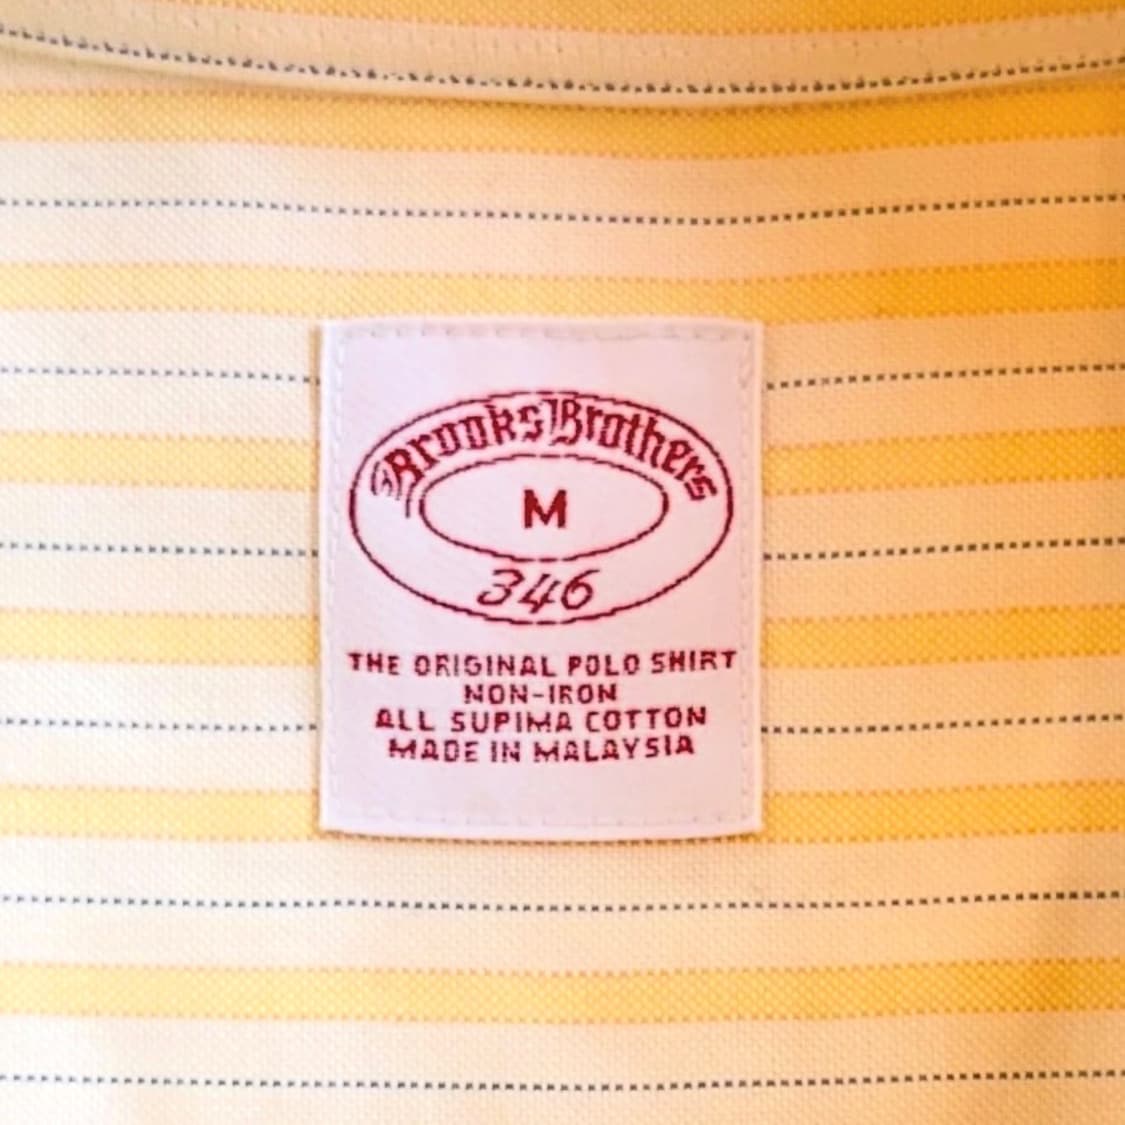 Brooks Brothers
M
346
THE ORIGINAL POLO SHIRT
NON-IRON
ALL SUPIMA COTTON
MADE IN MALAYSIA